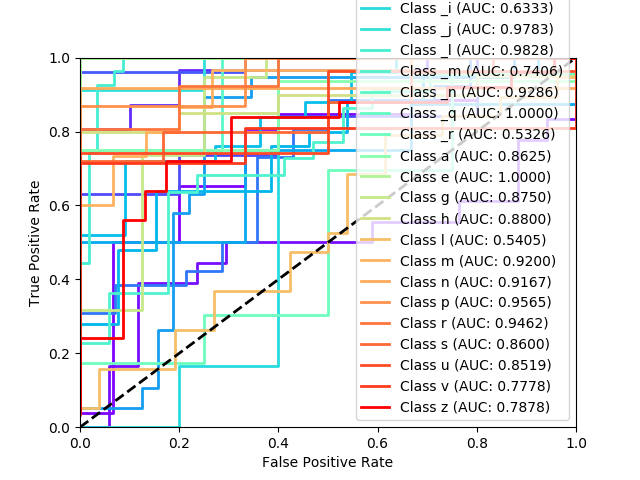 Class _i (AUC: 0.6333)
Class _j (AUC: 0.9783)
Class _l (AUC: 0.9828)
Class _m (AUC: 0.7406)
Class _n (AUC: 0.9286)
Class _q (AUC: 1.0000)
Class _r (AUC: 0.5326)
Class a (AUC: 0.8625)
Class e (AUC: 1.0000)
Class g (AUC: 0.8750)
Class h (AUC: 0.8800)
Class l (AUC: 0.5405)
Class m (AUC: 0.9200)
Class n (AUC: 0.9167)
Class p (AUC: 0.9565)
Class r (AUC: 0.9462)
Class s (AUC: 0.8600)
Class u (AUC: 0.8519)
Class v (AUC: 0.7778)
Class z (AUC: 0.7878)
True Positive Rate
1.0
0.8
0.6
0.4
0.2
0.0
0.0 0.2 0.4 0.6 0.8 1.0
False Positive Rate